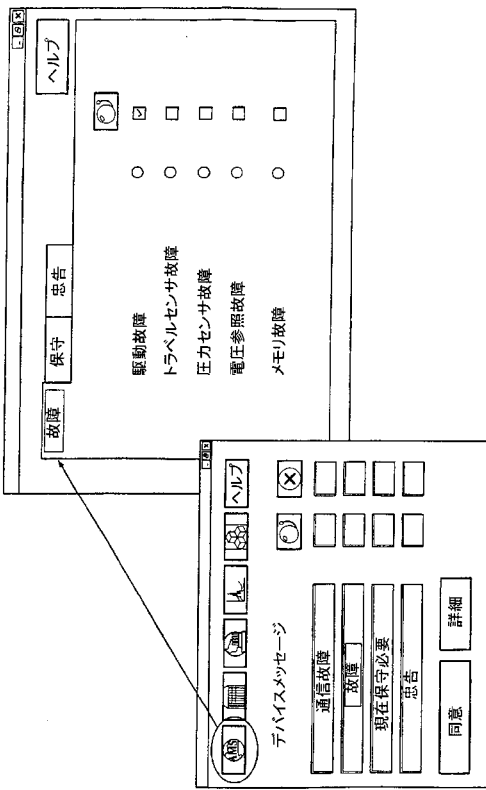 ヘルプ
故障
保守
忠告
駆動故障
トラベルセンサ故障
圧力センサ故障
電圧参照故障
メモリ故障
AMS
ヘルプ
デバイスメッセージ
通信故障
故障
現在保守必要
忠告
同意
詳細